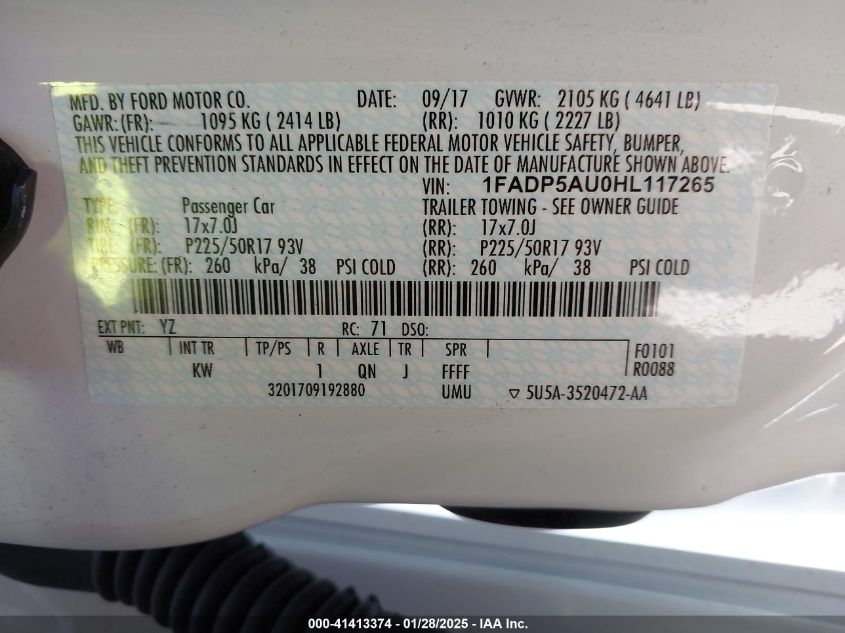 MFD. BY FORD MOTOR CO. DATE: 09/17 GVWR: 2105 KG ( 4641 LB)
GAWR: (FR): 1095 KG ( 2414 LB) (RR): 1010 KG ( 2227 LB)
THIS VEHICLE CONFORMS TO ALL APPLICABLE FEDERAL MOTOR VEHICLE SAFETY, BUMPER,
AND THEFT PREVENTION STANDARDS IN EFFECT ON THE DATE OF MANUFACTURE SHOWN ABOVE.
VIN: 1FADP5AU0HL117265
TYPE: Passenger Car TRAILER TOWING - SEE OWNER GUIDE
RIM: (FR): 17x7.0J (RR): 17x7.0J
TIRE: (FR): P225/50R17 93V (RR): P225/50R17 93V
PRESSURE: (FR): 260 kPa/ 38 PSI COLD (RR): 260 kPa/ 38 PSI COLD
EXT PNT: YZ RC: 71 DSO:
WB INT TR TP/PS R AXLE TR SPR F0101
KW 1 QN J FFFF R0088
3201709192880 UMU ▽ 5U5A-3520472-AA
000-41413374 - 01/28/2025 - IAA Inc.